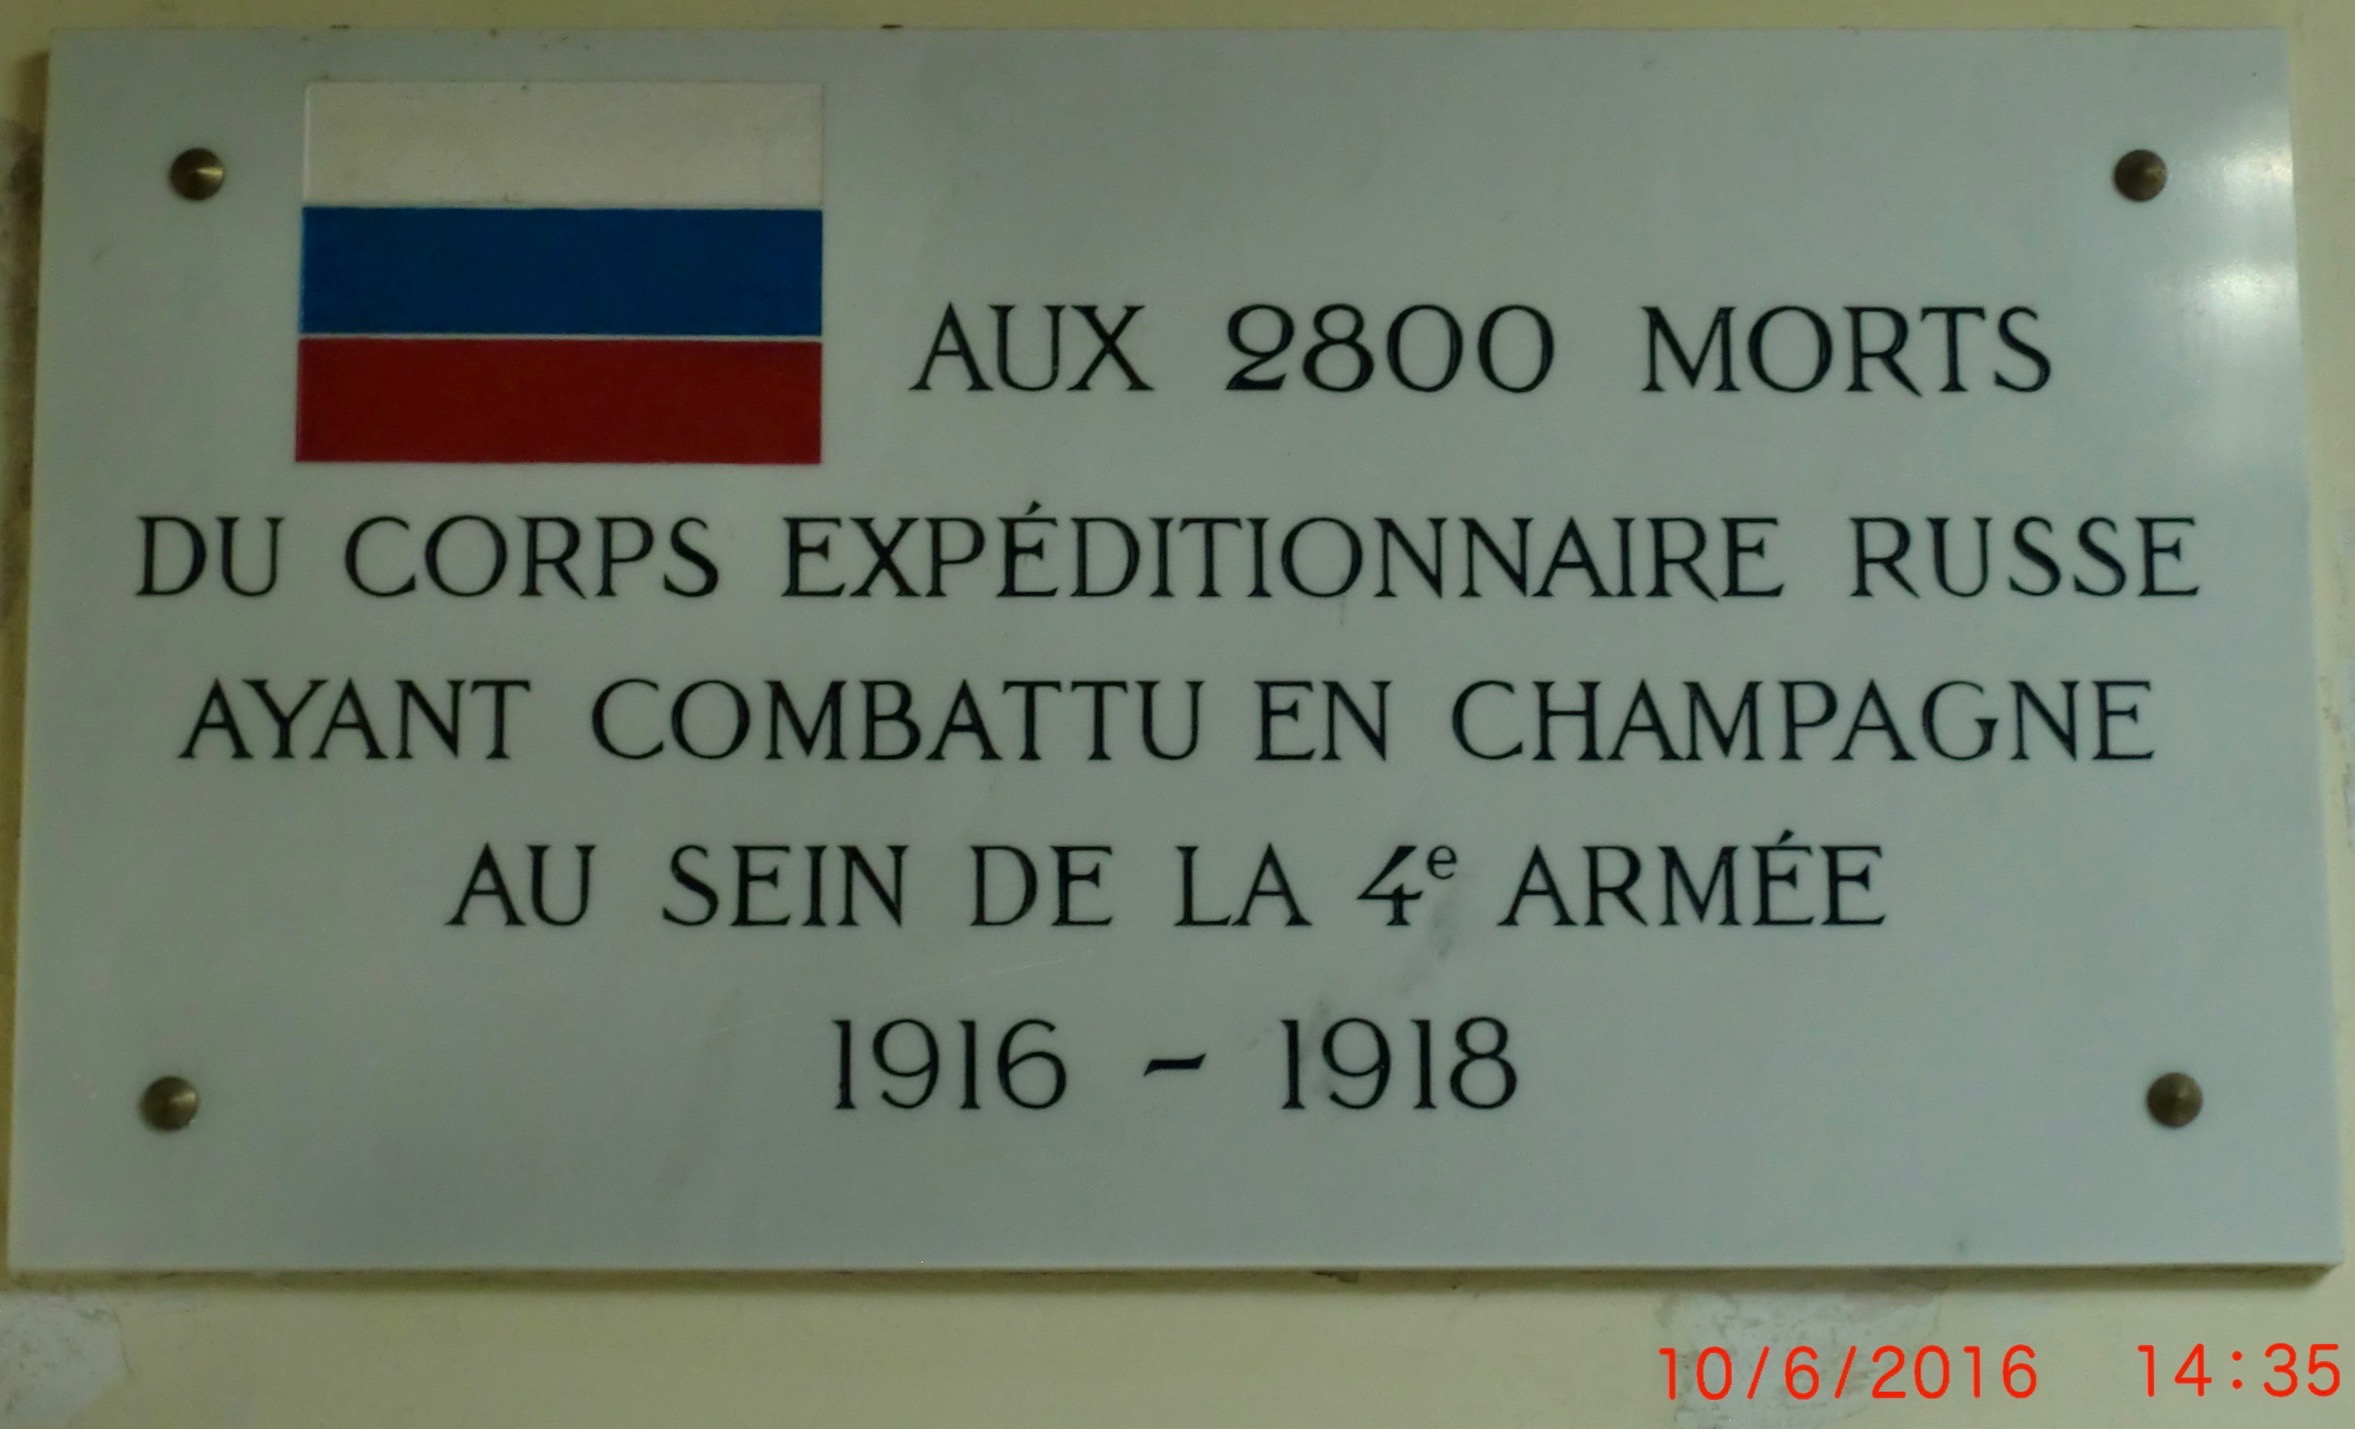 AUX 2800 MORTS
DU CORPS EXPÉDITIONNAIRE RUSSE
AYANT COMBATTU EN CHAMPAGNE
AU SEIN DE LA 4e ARMÉE
1916 - 1918
10/6/2016 14:35